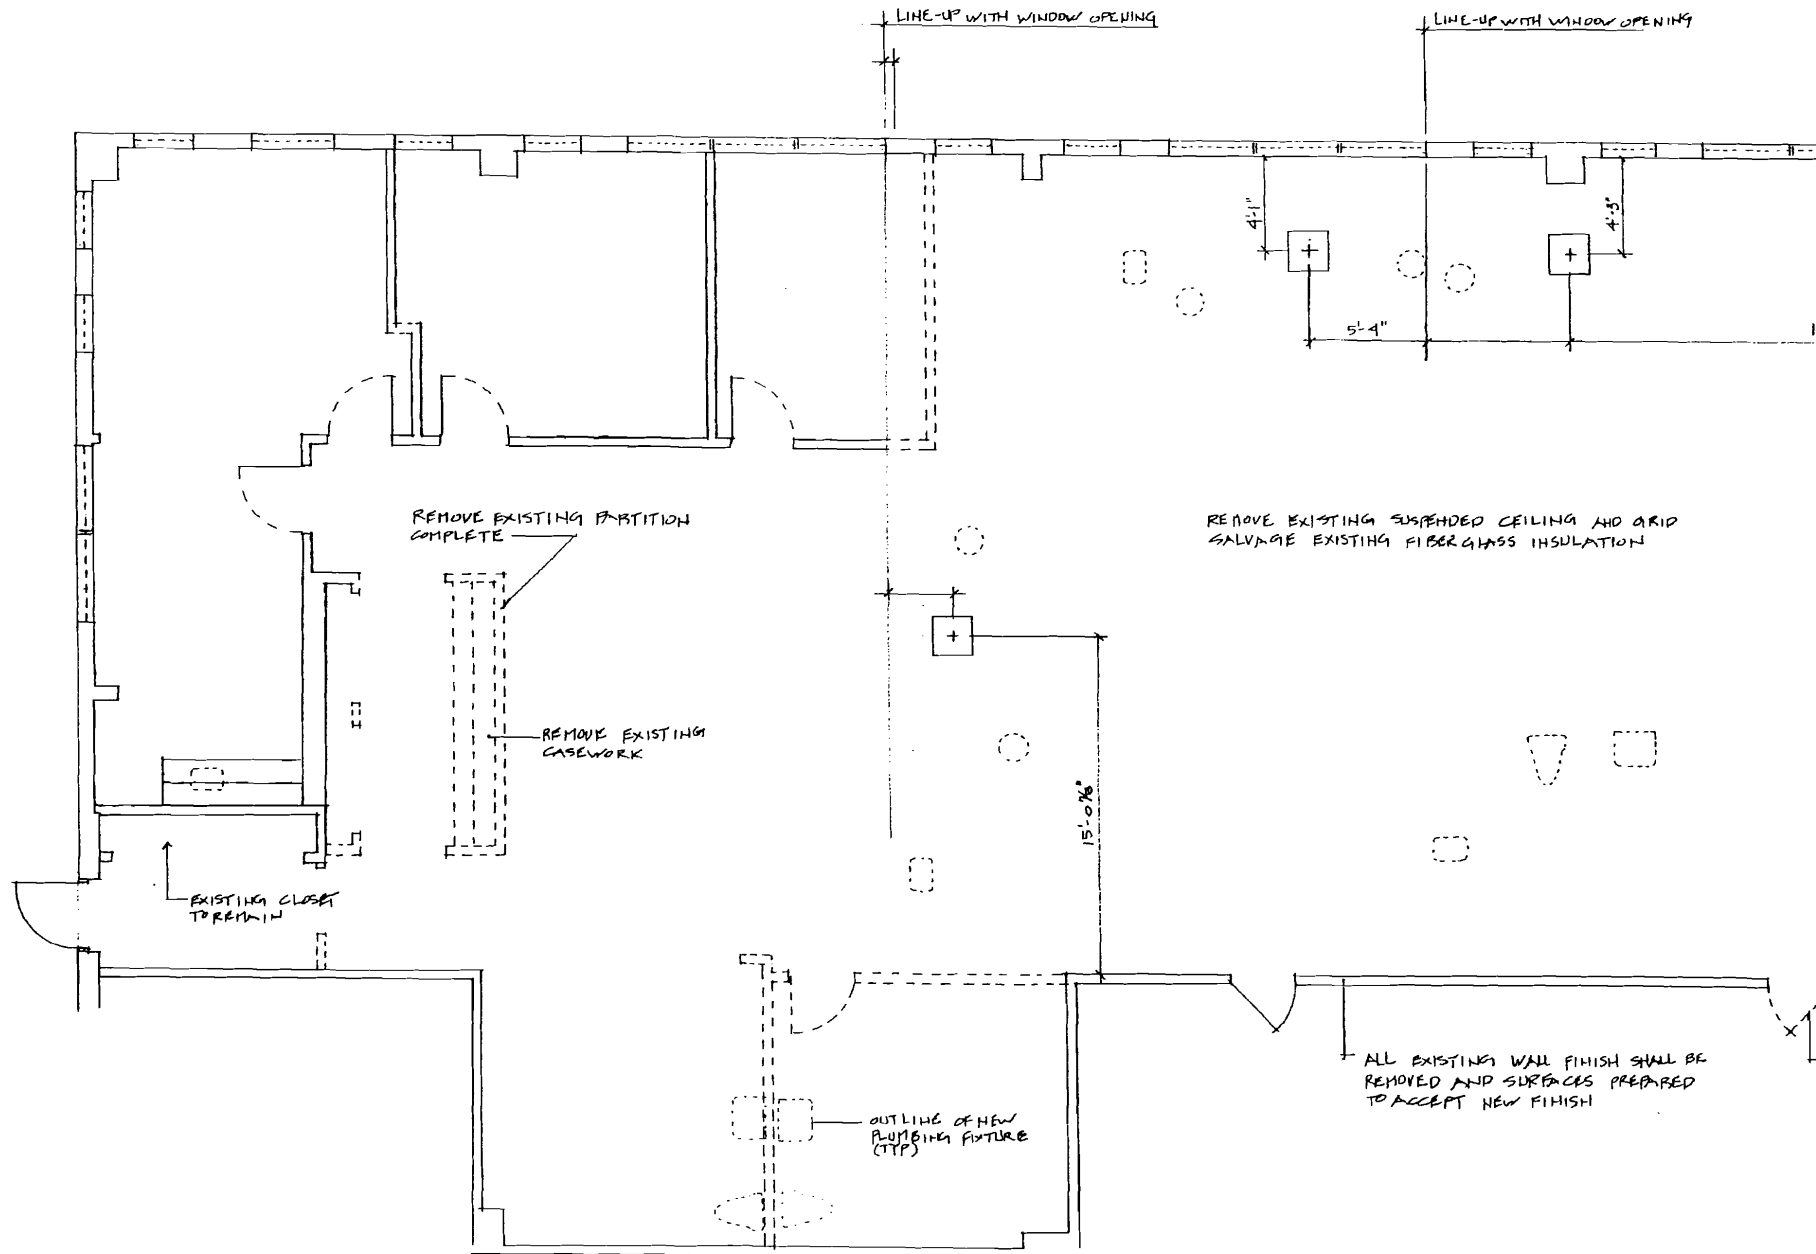 LINE-UP WITH WINDOW OPENING
LINE-UP WITH WINDOW OPENING
4'-1"
4'-3"
5'-4"
REMOVE EXISTING PARTITION
COMPLETE
REMOVE EXISTING SUSPENDED CEILING AND GRID
SALVAGE EXISTING FIBERGLASS INSULATION
REMOVE EXISTING
CASEWORK
15'-0⅞"
EXISTING CLOSET
TO REMAIN
ALL EXISTING WALL FINISH SHALL BE
REMOVED AND SURFACES PREPARED
TO ACCEPT NEW FINISH
OUTLINE OF NEW
PLUMBING FIXTURE
(TYP)